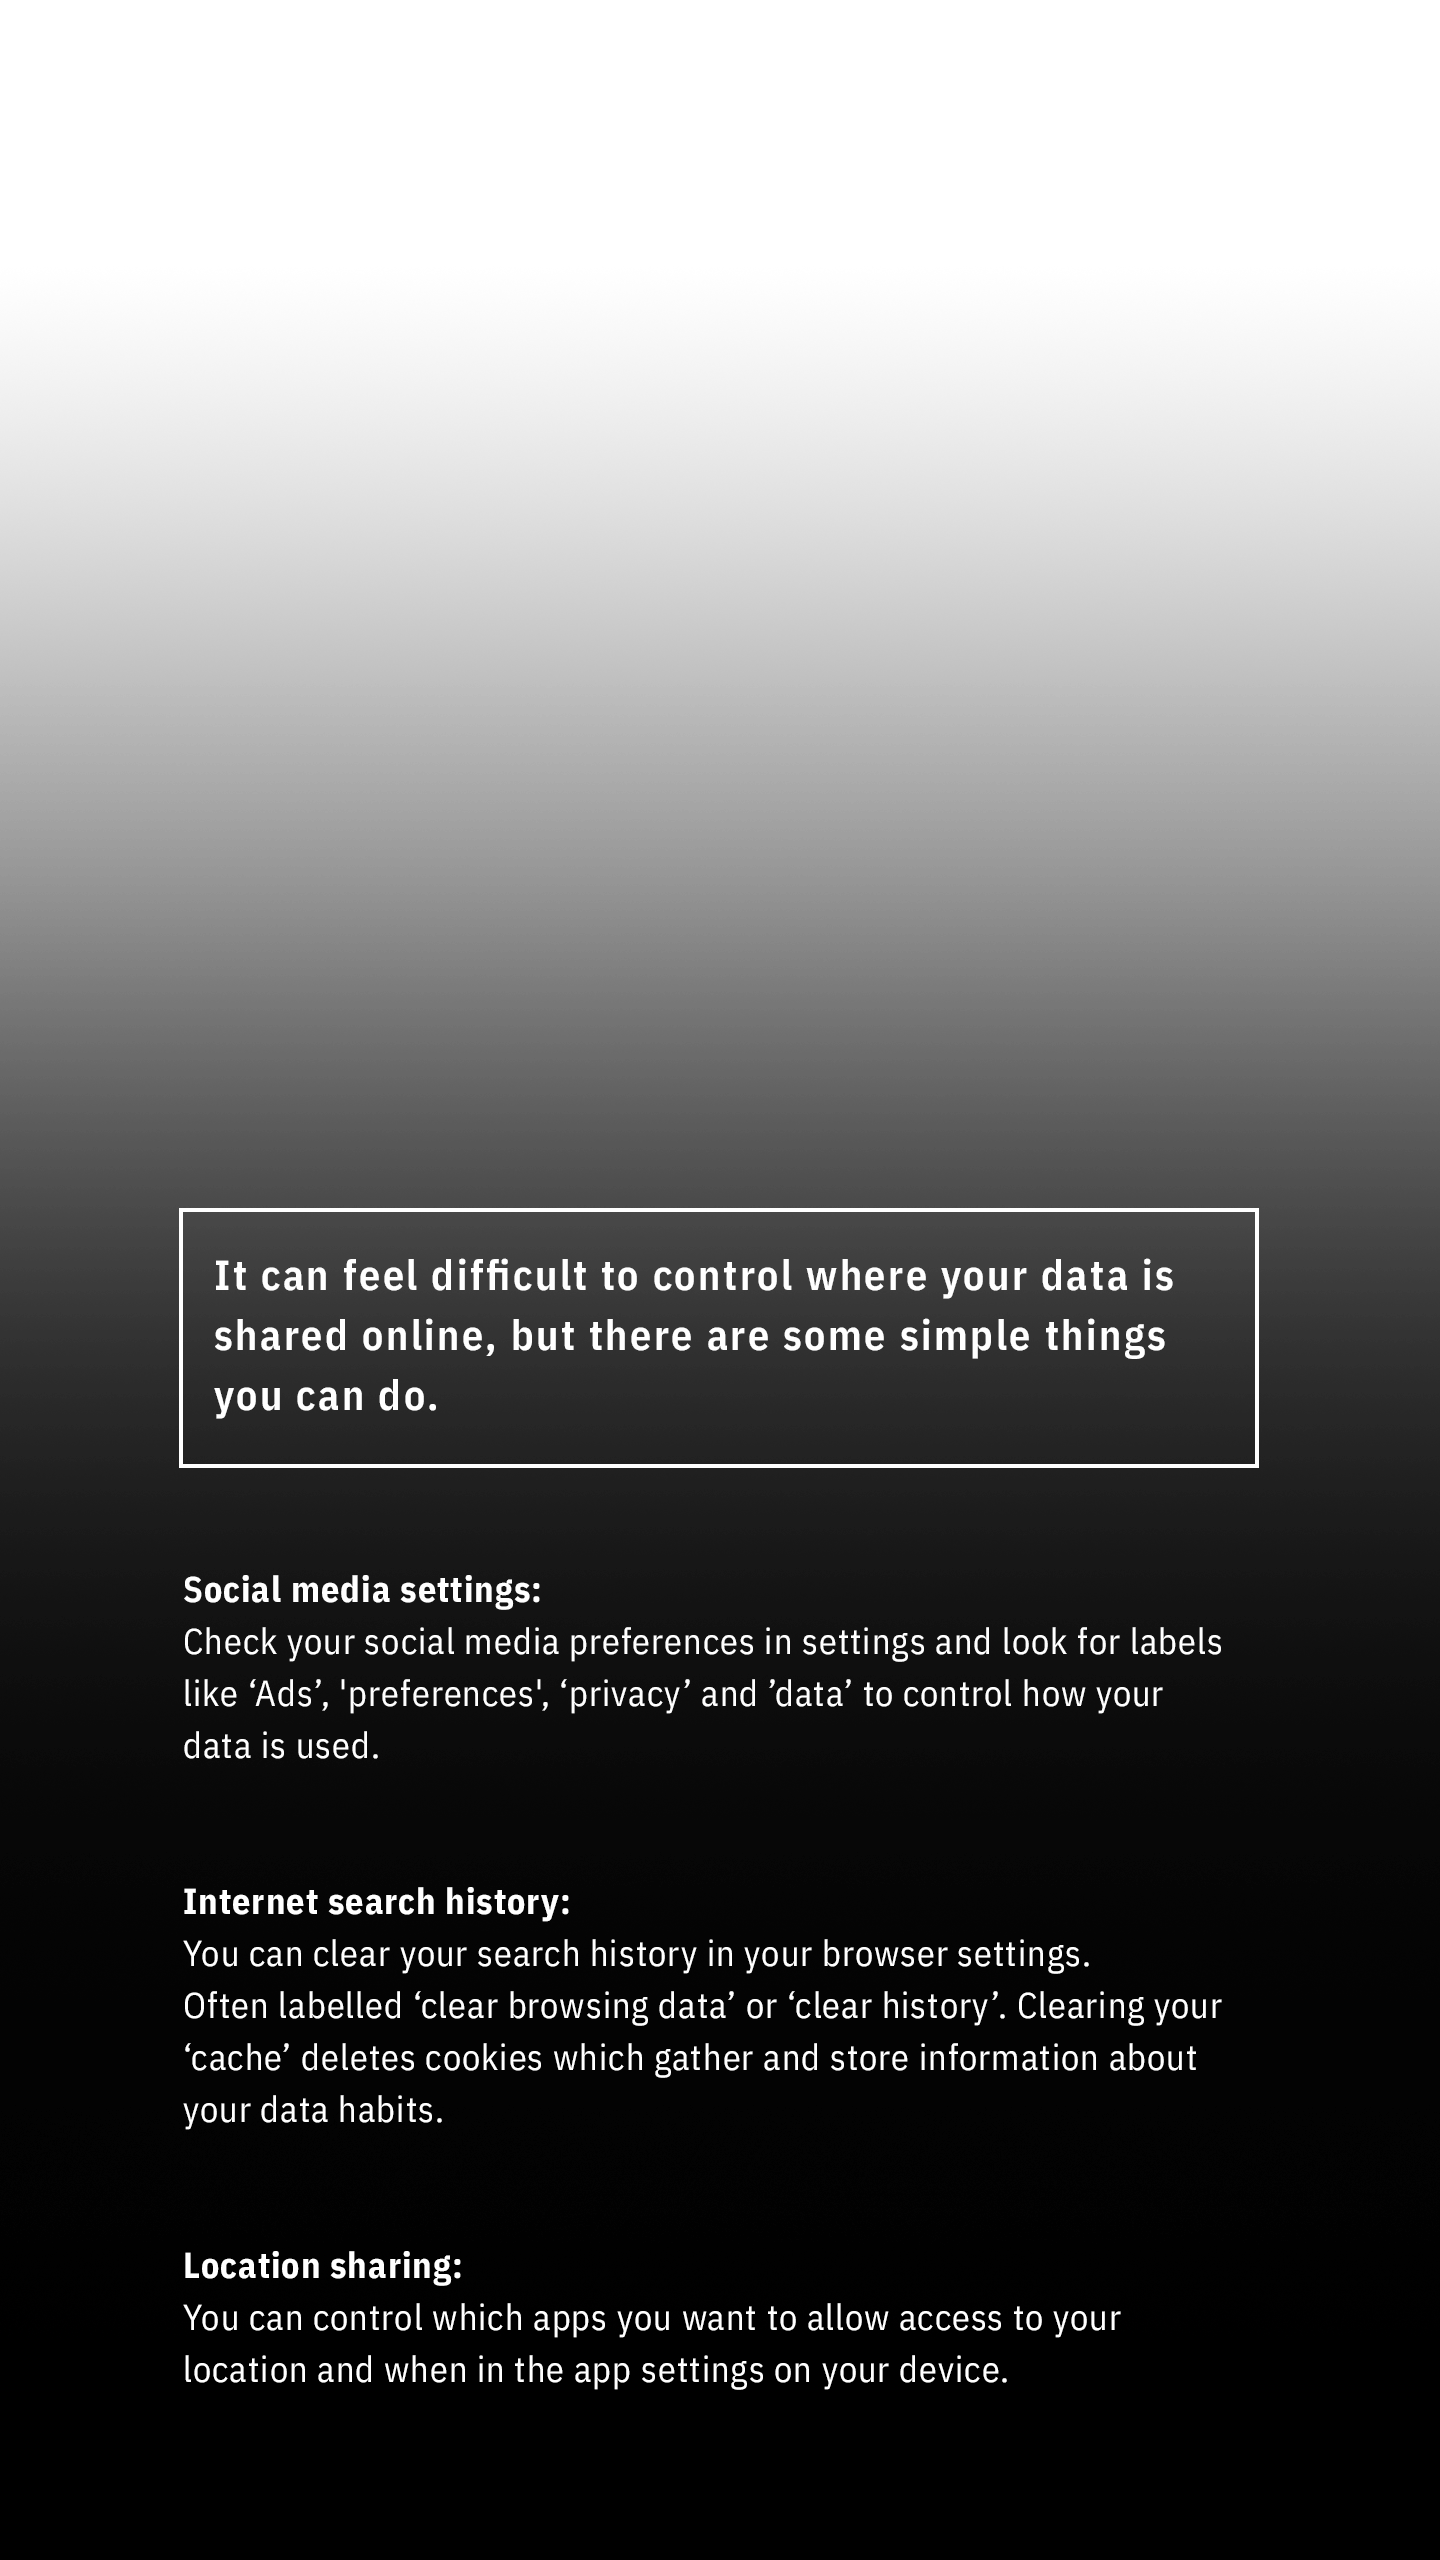 It can feel difficult to control where your data is
shared online, but there are some simple things
you can do.
Social media settings:
Check your social media preferences in settings and look for labels
like ‘Ads’, 'preferences', ‘privacy’ and ’data’ to control how your
data is used.
Internet search history:
You can clear your search history in your browser settings.
Often labelled ‘clear browsing data’ or ‘clear history’. Clearing your
‘cache’ deletes cookies which gather and store information about
your data habits.
Location sharing:
You can control which apps you want to allow access to your
location and when in the app settings on your device.